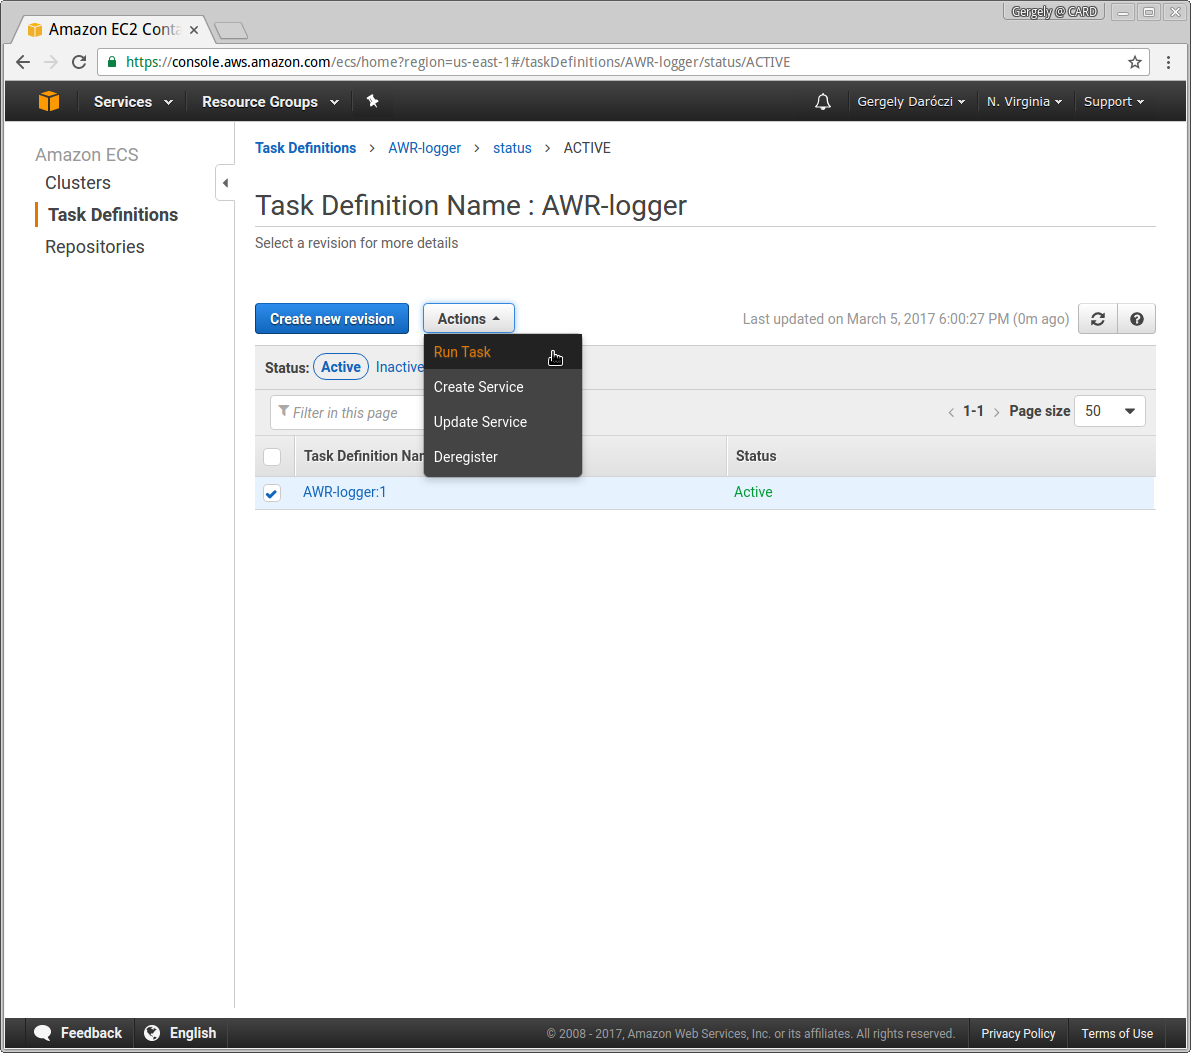 Gergely @ CARD
Amazon EC2 Conta
https://console.aws.amazon.com/ecs/home?region=us-east-1#/taskDefinitions/AWR-logger/status/ACTIVE
Services Resource Groups Gergely Daróczi N. Virginia Support
Amazon ECS
Clusters
Task Definitions
Repositories
Task Definitions > AWR-logger > status > ACTIVE
Task Definition Name : AWR-logger
Select a revision for more details
Create new revision Actions Last updated on March 5, 2017 6:00:27 PM (0m ago)
Run Task
Create Service
Update Service
Deregister
Status: Active Inactive
Filter in this page < 1-1 > Page size 50
Task Definition Nam Status
AWR-logger:1 Active
Feedback English © 2008 - 2017, Amazon Web Services, Inc. or its affiliates. All rights reserved. Privacy Policy Terms of Use